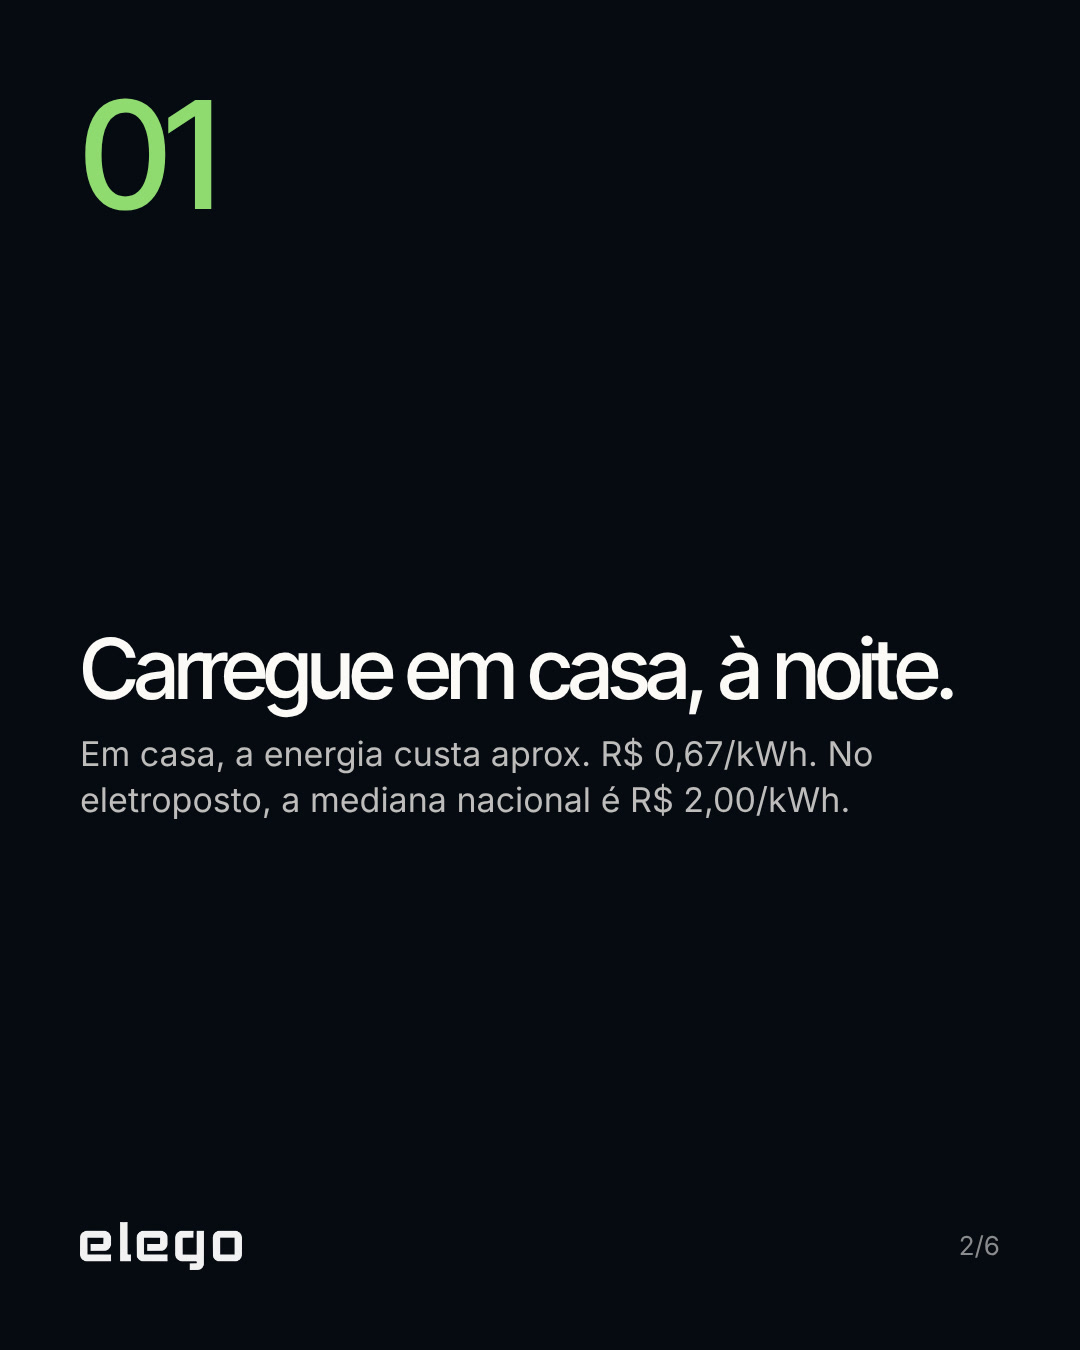 01
Carregue em casa, à noite.
Em casa, a energia custa aprox. R$ 0,67/kWh. No
eletroposto, a mediana nacional é R$ 2,00/kWh.
elego
2/6